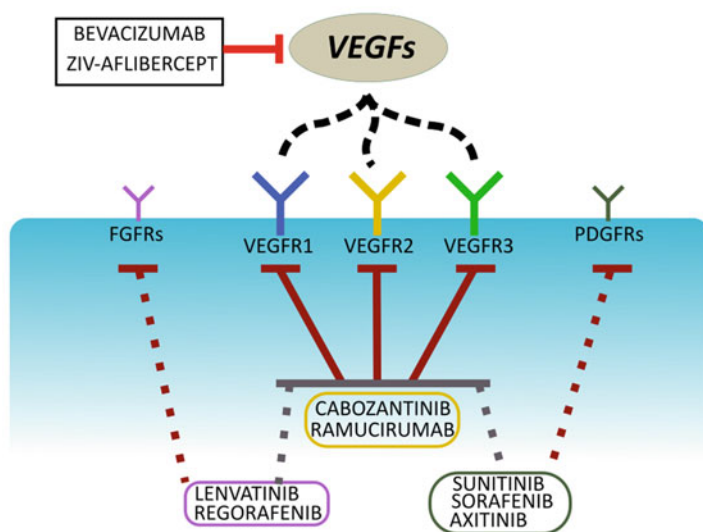 BEVACIZUMAB
ZIV-AFLIBERCEPT
VEGFs
FGFRs
VEGFR1
VEGFR2
VEGFR3
PDGFRs
CABOZANTINIB
RAMUCIRUMAB
LENVATINIB
REGORAFENIB
SUNITINIB
SORAFENIB
AXITINIB